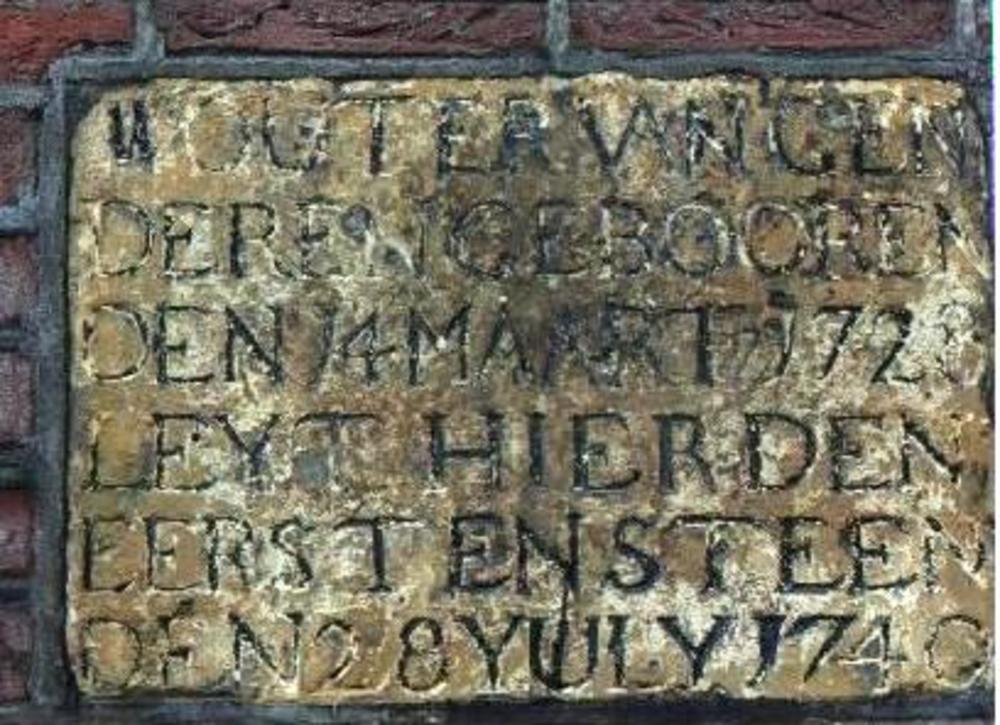 WOUTER VAN GEN
DEREN GEBOOREN
DEN 14 MAART 1728
LEYT HIER DEN
EERSTEN STEEN
DEN 28 YULY 1740